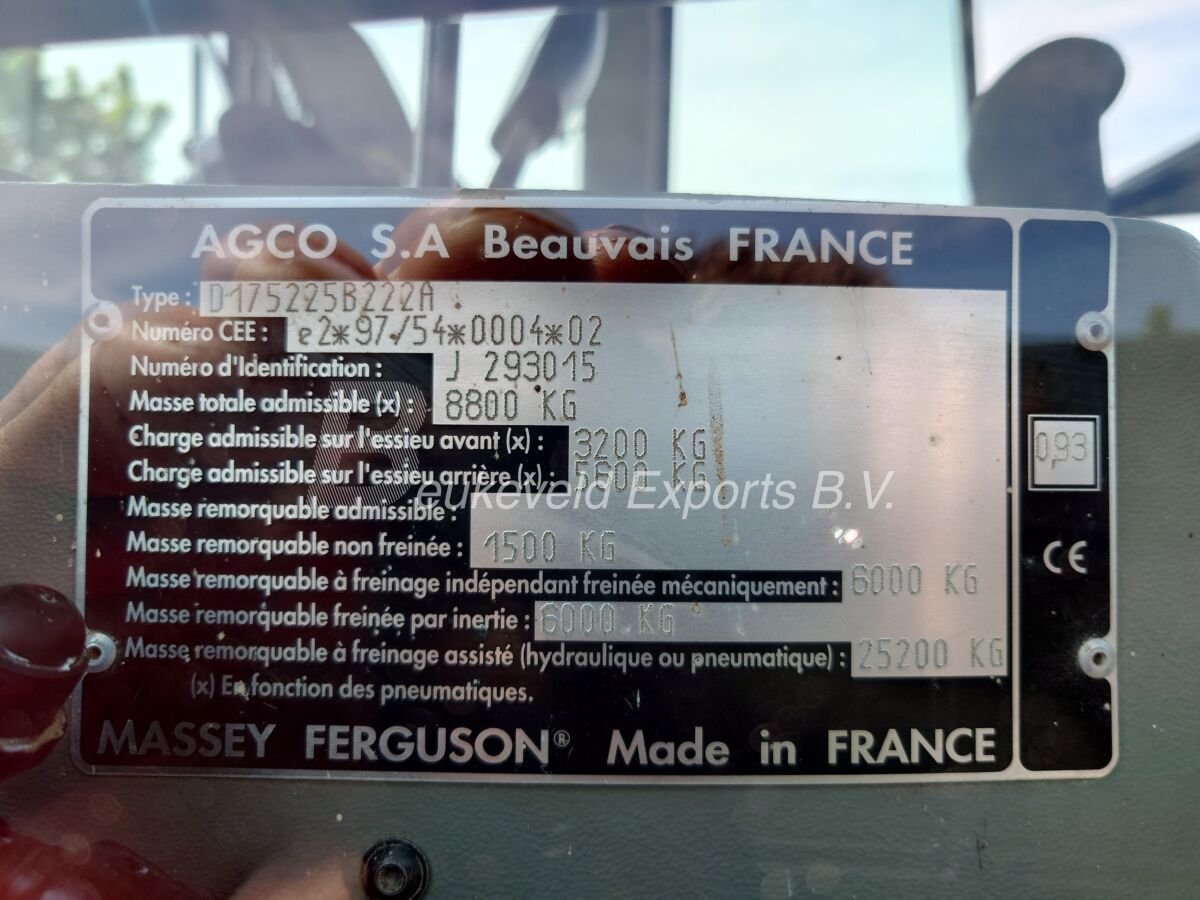 AGCO S.A Beauvais FRANCE
Type : D175225B222A
Numéro CEE : e2*97/54*0004*02
Numéro d'Identification : J 293015
Masse totale admissible (x) : 8800 KG
Charge admissible sur l'essieu avant (x) : 3200 KG
Charge admissible sur l'essieu arrière (x) : 5600 KG
Masse remorquable admissible :
Masse remorquable non freinée : 1500 KG
Masse remorquable à freinage indépendant freinée mécaniquement : 6000 KG
Masse remorquable freinée par inertie : 6000 KG
Masse remorquable à freinage assisté (hydraulique ou pneumatique) : 25200 KG
(x) En fonction des pneumatiques.
MASSEY FERGUSON® Made in FRANCE
0,93
CE
Beukeveld Exports B.V.